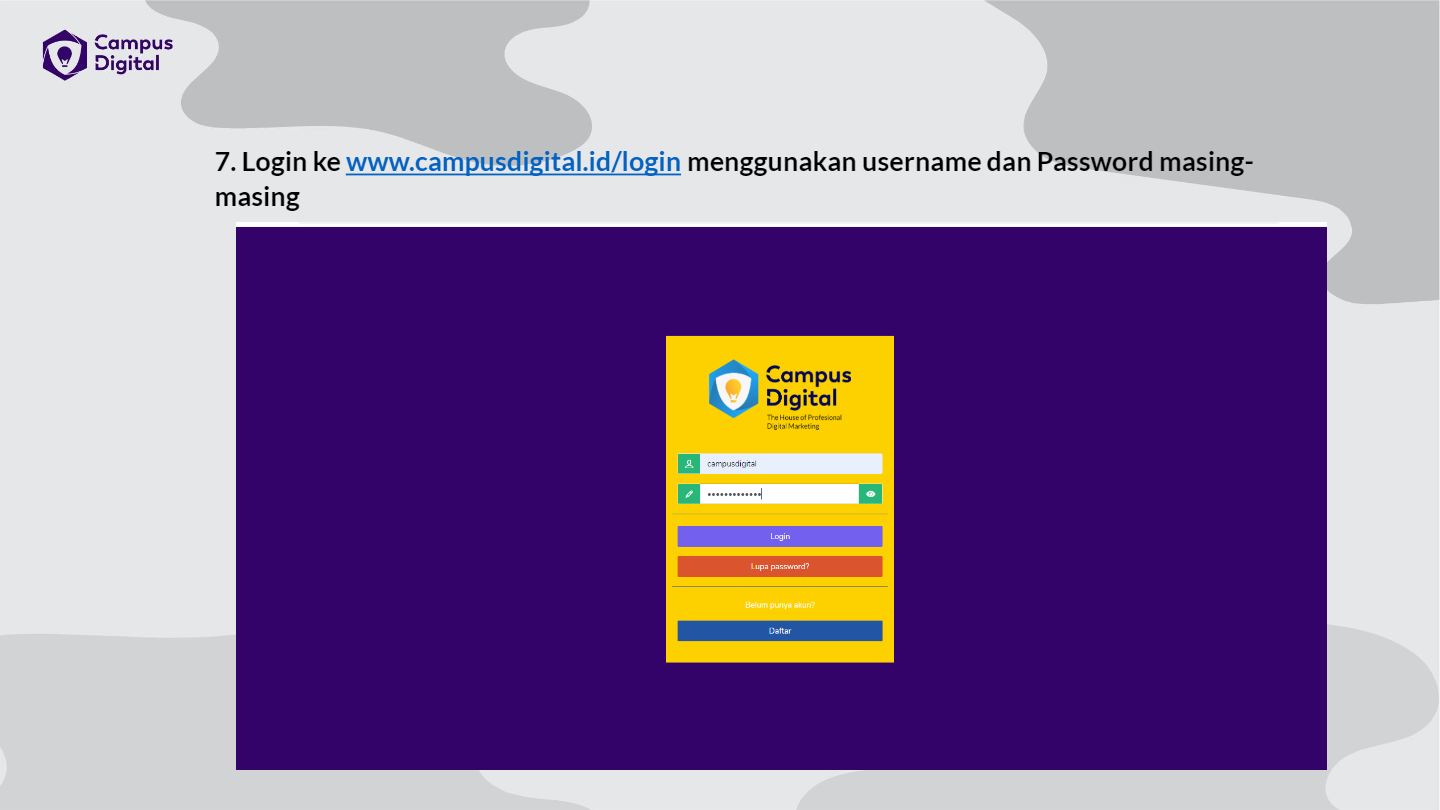 Campus
Digital
7. Login ke www.campusdigital.id/login menggunakan username dan Password masing-
masing
Campus
Digital
The House of Profesional
Digital Marketing
campusdigital
•••••••••••••
Login
Lupa password?
Belum punya akun?
Daftar